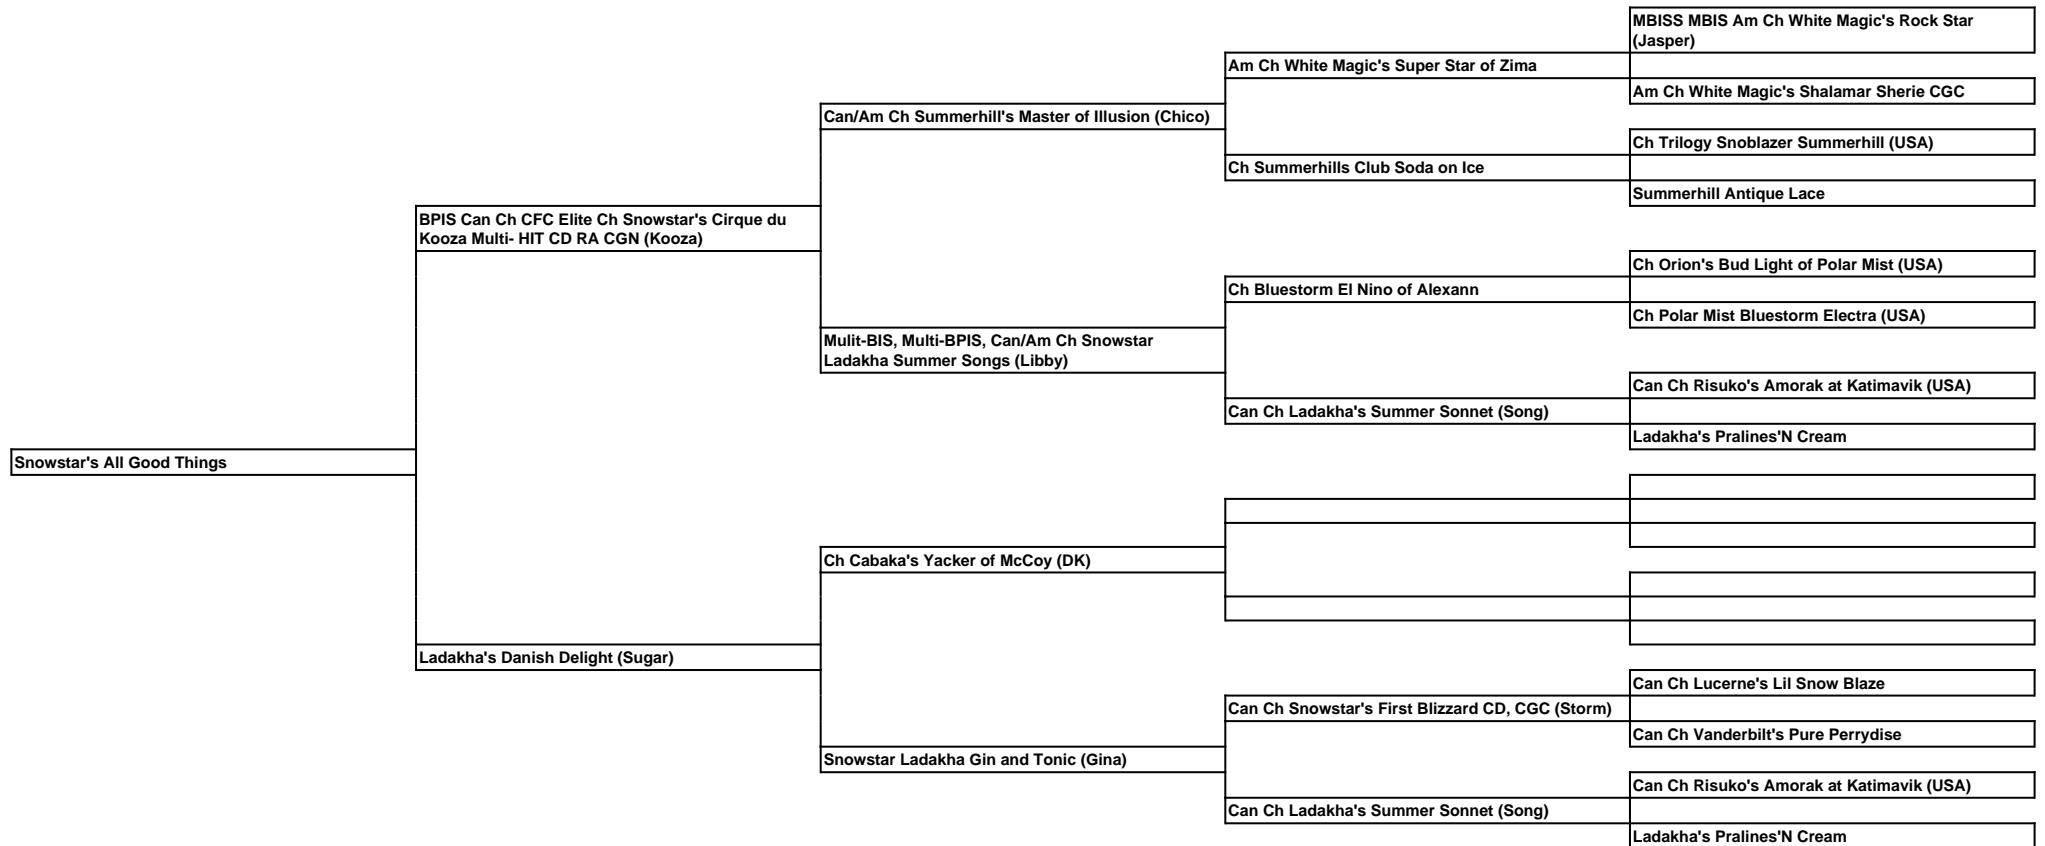 MBISS MBIS Am Ch White Magic's Rock Star
(Jasper)
Am Ch White Magic's Super Star of Zima
Am Ch White Magic's Shalamar Sherie CGC
Can/Am Ch Summerhill's Master of Illusion (Chico)
Ch Trilogy Snoblazer Summerhill (USA)
Ch Summerhills Club Soda on Ice
Summerhill Antique Lace
BPIS Can Ch CFC Elite Ch Snowstar's Cirque du
Kooza Multi- HIT CD RA CGN (Kooza)
Ch Orion's Bud Light of Polar Mist (USA)
Ch Bluestorm El Nino of Alexann
Ch Polar Mist Bluestorm Electra (USA)
Mulit-BIS, Multi-BPIS, Can/Am Ch Snowstar
Ladakha Summer Songs (Libby)
Can Ch Risuko's Amorak at Katimavik (USA)
Can Ch Ladakha's Summer Sonnet (Song)
Ladakha's Pralines'N Cream
Snowstar's All Good Things
Ch Cabaka's Yacker of McCoy (DK)
Ladakha's Danish Delight (Sugar)
Can Ch Lucerne's Lil Snow Blaze
Can Ch Snowstar's First Blizzard CD, CGC (Storm)
Can Ch Vanderbilt's Pure Perrydise
Snowstar Ladakha Gin and Tonic (Gina)
Can Ch Risuko's Amorak at Katimavik (USA)
Can Ch Ladakha's Summer Sonnet (Song)
Ladakha's Pralines'N Cream